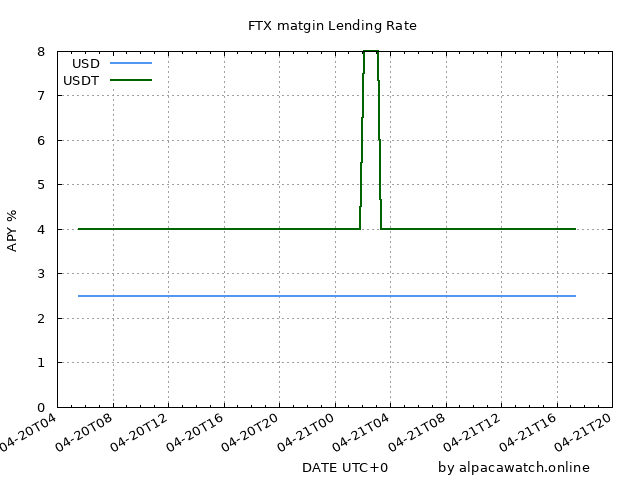 FTX matgin Lending Rate
USD
USDT
8
7
6
5
4
3
2
1
0
APY %
04-20T04
04-20T08
04-20T12
04-20T16
04-20T20
04-21T00
04-21T04
04-21T08
04-21T12
04-21T16
04-21T20
DATE UTC+0
by alpacawatch.online